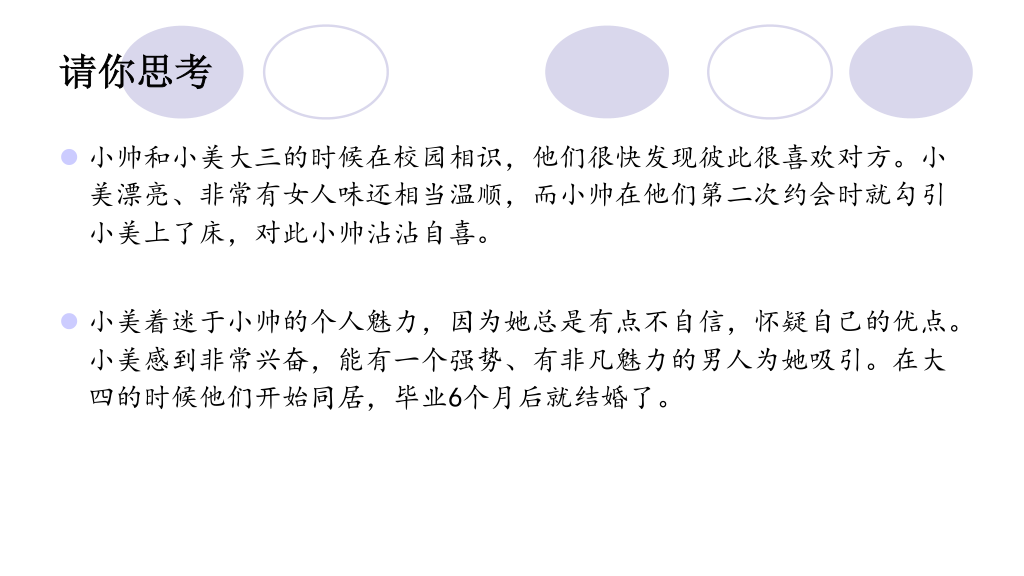 请你思考
小帅和小美大三的时候在校园相识，他们很快发现彼此很喜欢对方。小
美漂亮、非常有女人味还相当温顺，而小帅在他们第二次约会时就勾引
小美上了床，对此小帅沾沾自喜。
小美着迷于小帅的个人魅力，因为她总是有点不自信，怀疑自己的优点。
小美感到非常兴奋，能有一个强势、有非凡魅力的男人为她吸引。在大
四的时候他们开始同居，毕业6个月后就结婚了。